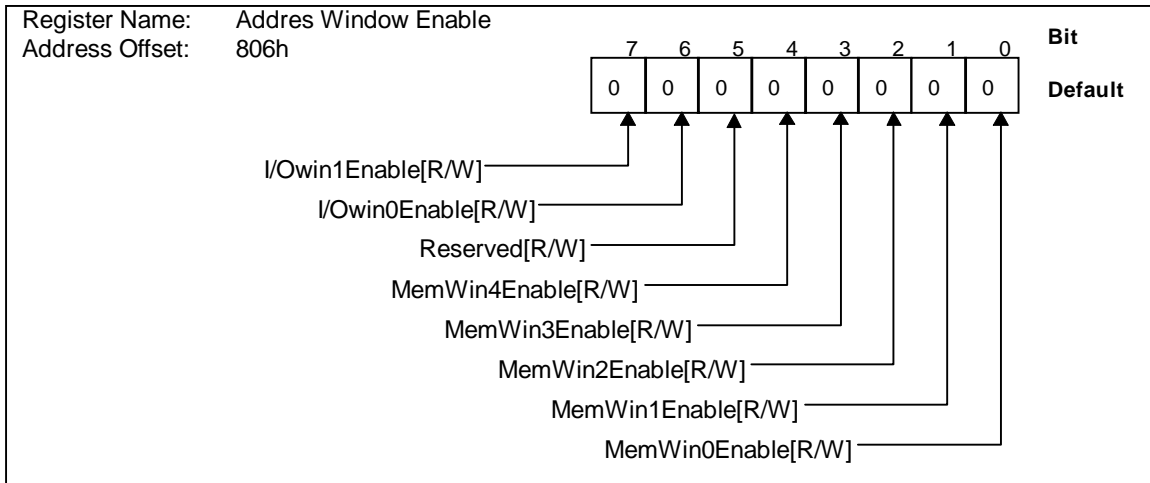 Register Name: Addres Window Enable
Address Offset: 806h
7 6 5 4 3 2 1 0 Bit
0 0 0 0 0 0 0 0 Default
I/Owin1Enable[R/W]
I/Owin0Enable[R/W]
Reserved[R/W]
MemWin4Enable[R/W]
MemWin3Enable[R/W]
MemWin2Enable[R/W]
MemWin1Enable[R/W]
MemWin0Enable[R/W]